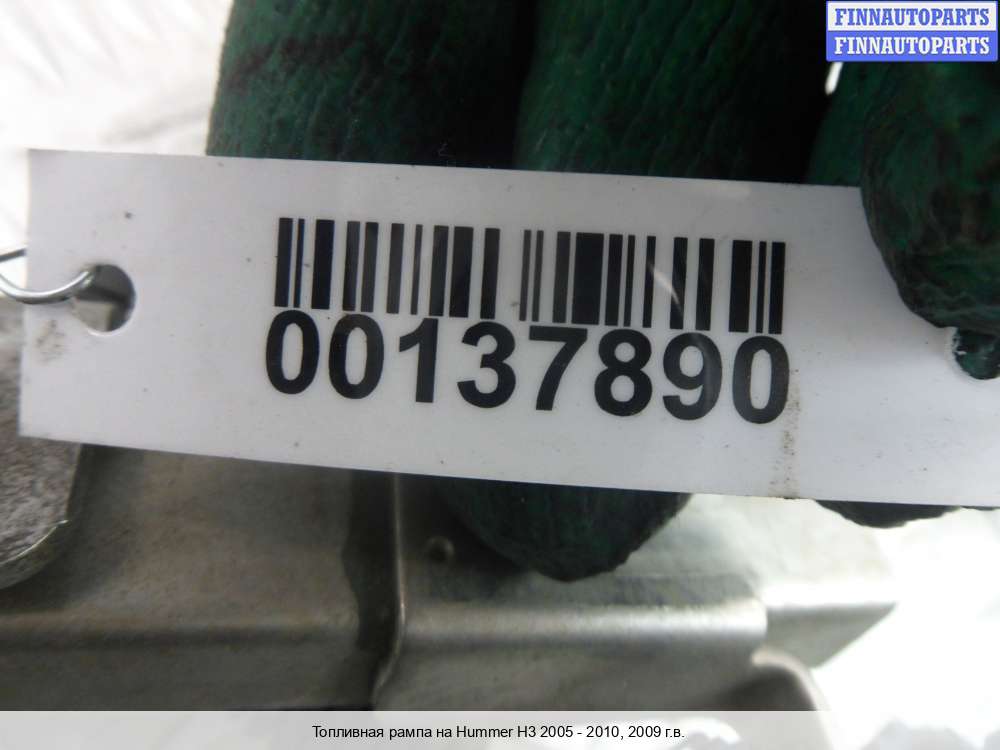 FINNAUTOPARTS
FINNAUTOPARTS
00137890
Топливная рампа на Hummer H3 2005 - 2010, 2009 г.в.